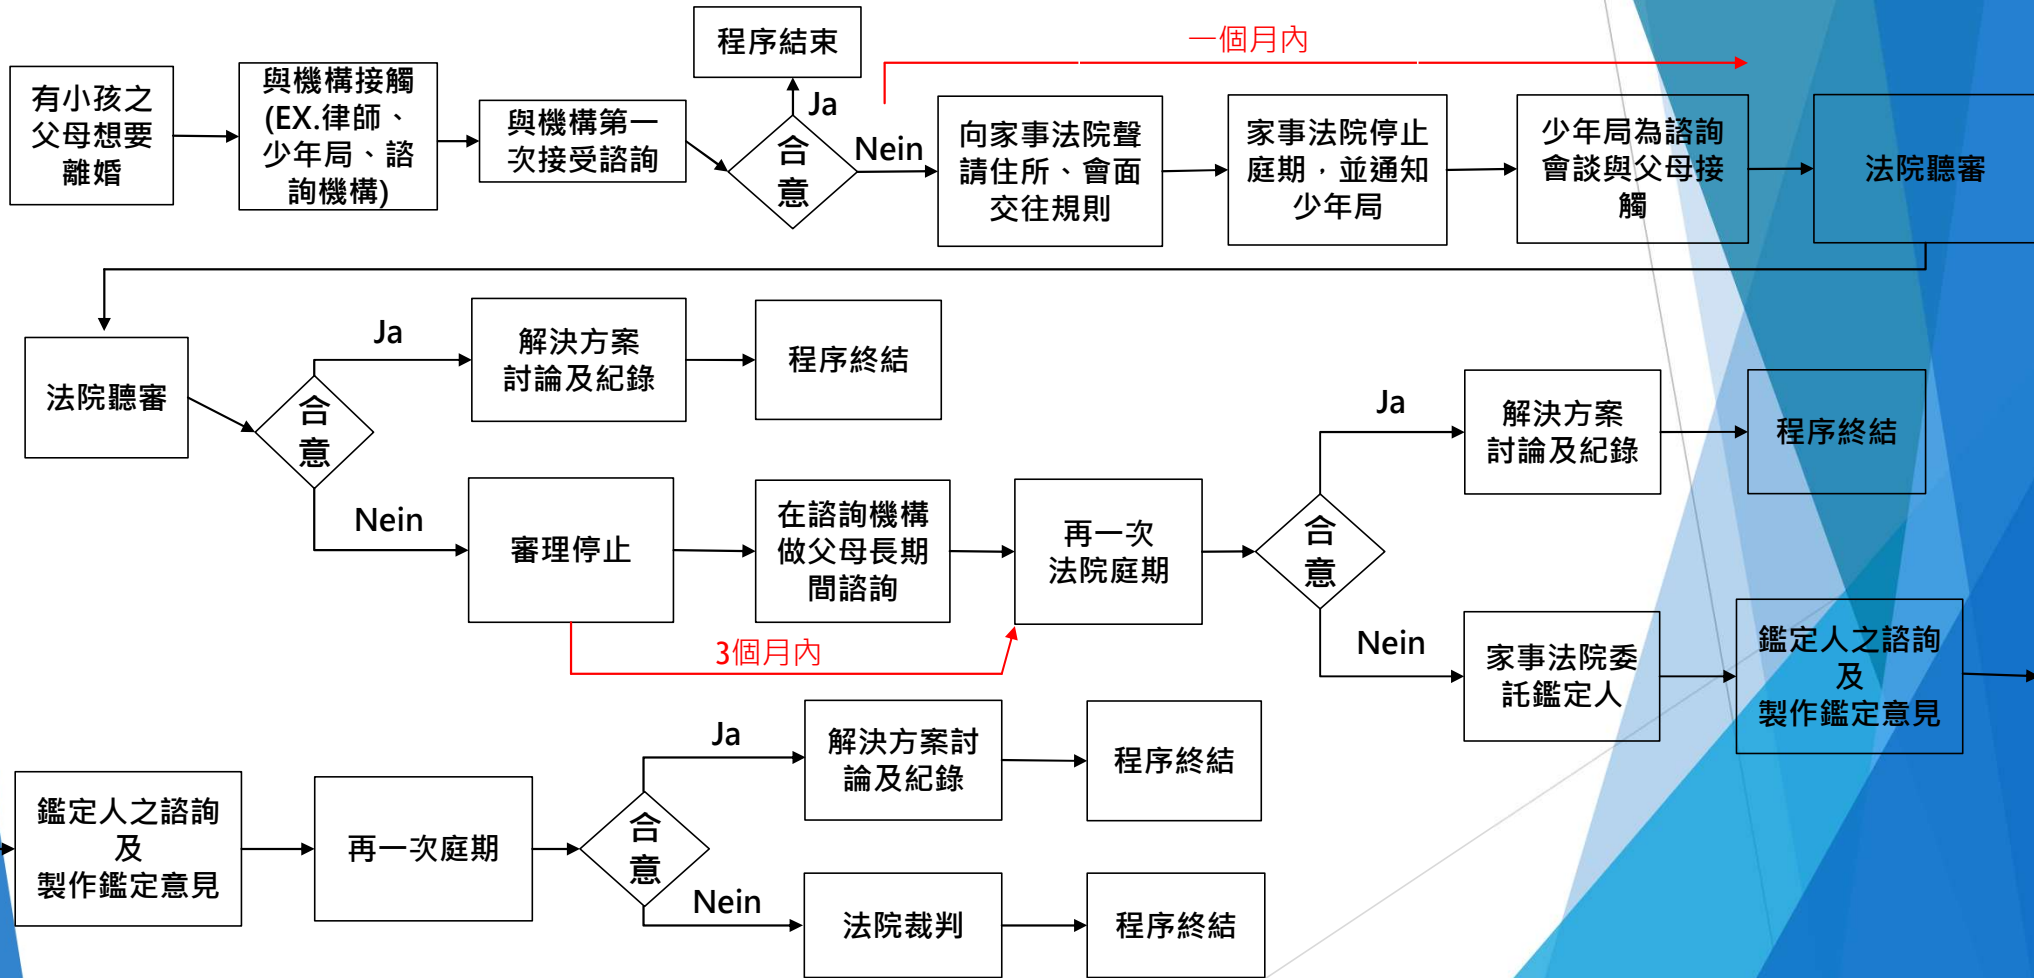 程序結束
一個月內
有小孩之
父母想要
離婚
與機構接觸
(EX.律師、
少年局、諮
詢機構)
與機構第一
次接受諮詢
合
意
Ja
Nein
向家事法院聲
請住所、會面
交往規則
家事法院停止
庭期，並通知
少年局
少年局為諮詢
會談與父母接
觸
法院聽審
法院聽審
合
意
Ja
解決方案
討論及紀錄
程序終結
Nein
審理停止
在諮詢機構
做父母長期
間諮詢
再一次
法院庭期
3個月內
合
意
Ja
解決方案
討論及紀錄
程序終結
Nein
家事法院委
託鑑定人
鑑定人之諮詢
及
製作鑑定意見
鑑定人之諮詢
及
製作鑑定意見
再一次庭期
合
意
Ja
解決方案討
論及紀錄
程序終結
Nein
法院裁判
程序終結